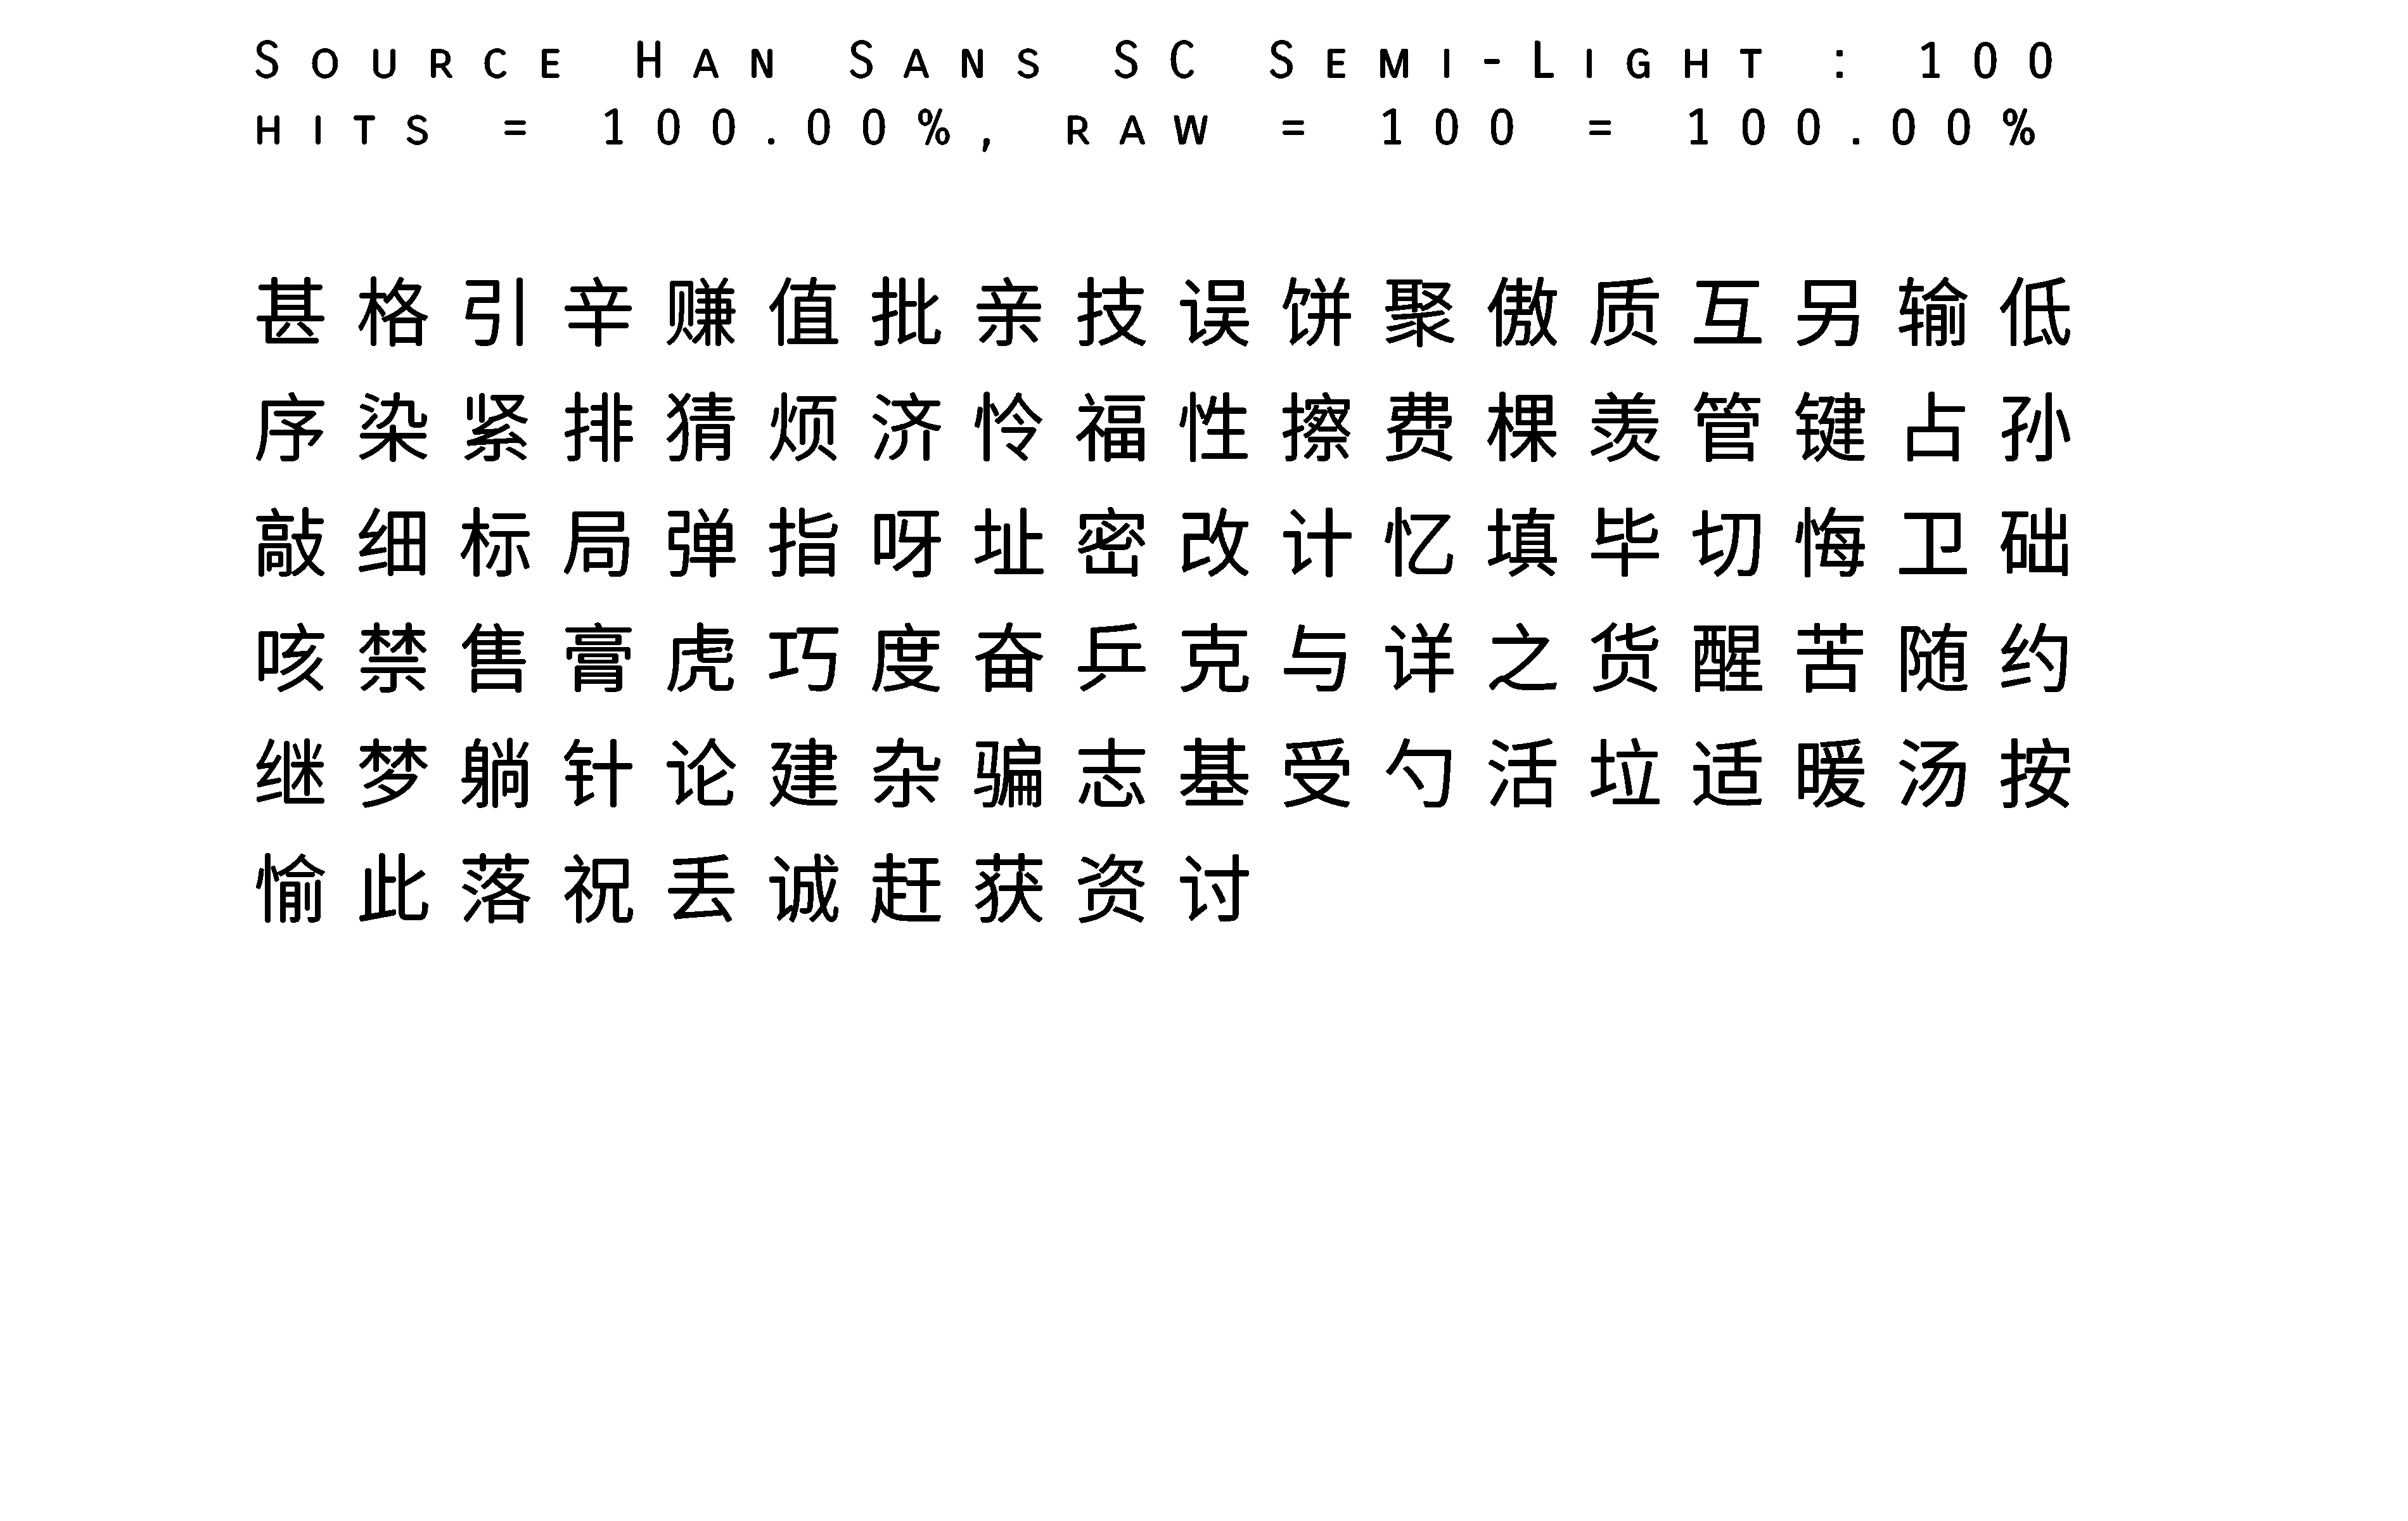 Source Han Sans SC Semi-Light : 100
hits = 100.00%, raw = 100 = 100.00%
甚格引辛赚值批亲技误饼聚傲质互另输低
序染紧排猜烦济怜福性擦费棵羡管键占孙
敲细标局弹指呀址密改计忆填毕切悔卫础
咳禁售膏虎巧度奋乒克与详之货醒苦随约
继梦躺针论建杂骗志基受勺活垃适暖汤按
愉此落祝丢诚赶获资讨